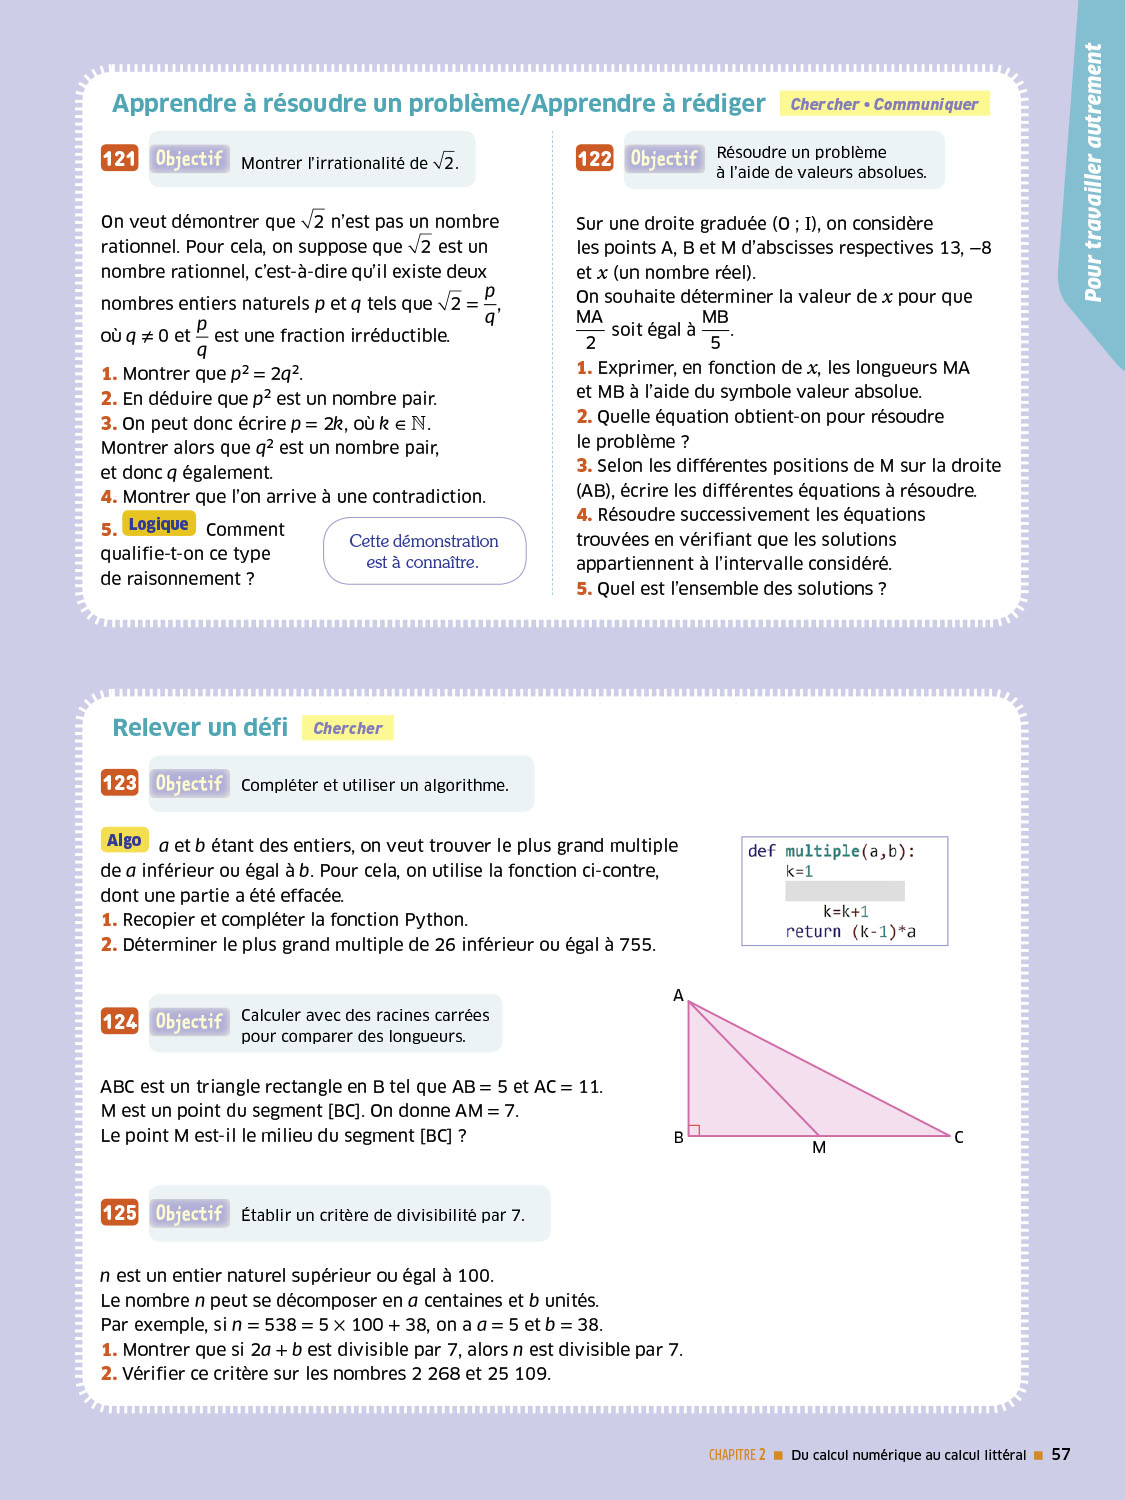 Pour travailler autrement
Apprendre à résoudre un problème/Apprendre à rédiger Chercher • Communiquer
121 Objectif Montrer l'irrationalité de √2.
On veut démontrer que √2 n'est pas un nombre
rationnel. Pour cela, on suppose que √2 est un
nombre rationnel, c'est-à-dire qu'il existe deux
nombres entiers naturels p et q tels que √2 = p/q,
où q ≠ 0 et p/q est une fraction irréductible.
1. Montrer que p² = 2q².
2. En déduire que p² est un nombre pair.
3. On peut donc écrire p = 2k, où k ∈ ℕ.
Montrer alors que q² est un nombre pair,
et donc q également.
4. Montrer que l'on arrive à une contradiction.
5. Logique Comment
qualifie-t-on ce type
de raisonnement ?
Cette démonstration
est à connaître.
122 Objectif Résoudre un problème
à l'aide de valeurs absolues.
Sur une droite graduée (O ; I), on considère
les points A, B et M d'abscisses respectives 13, –8
et x (un nombre réel).
On souhaite déterminer la valeur de x pour que
MA/2 soit égal à MB/5.
1. Exprimer, en fonction de x, les longueurs MA
et MB à l'aide du symbole valeur absolue.
2. Quelle équation obtient-on pour résoudre
le problème ?
3. Selon les différentes positions de M sur la droite
(AB), écrire les différentes équations à résoudre.
4. Résoudre successivement les équations
trouvées en vérifiant que les solutions
appartiennent à l'intervalle considéré.
5. Quel est l'ensemble des solutions ?
Relever un défi Chercher
123 Objectif Compléter et utiliser un algorithme.
Algo a et b étant des entiers, on veut trouver le plus grand multiple
de a inférieur ou égal à b. Pour cela, on utilise la fonction ci-contre,
dont une partie a été effacée.
1. Recopier et compléter la fonction Python.
2. Déterminer le plus grand multiple de 26 inférieur ou égal à 755.
def multiple(a,b):
k=1
k=k+1
return (k-1)*a
124 Objectif Calculer avec des racines carrées
pour comparer des longueurs.
ABC est un triangle rectangle en B tel que AB = 5 et AC = 11.
M est un point du segment [BC]. On donne AM = 7.
Le point M est-il le milieu du segment [BC] ?
A
B
M
C
125 Objectif Établir un critère de divisibilité par 7.
n est un entier naturel supérieur ou égal à 100.
Le nombre n peut se décomposer en a centaines et b unités.
Par exemple, si n = 538 = 5 × 100 + 38, on a a = 5 et b = 38.
1. Montrer que si 2a + b est divisible par 7, alors n est divisible par 7.
2. Vérifier ce critère sur les nombres 2 268 et 25 109.
CHAPITRE 2 ■ Du calcul numérique au calcul littéral ■ 57